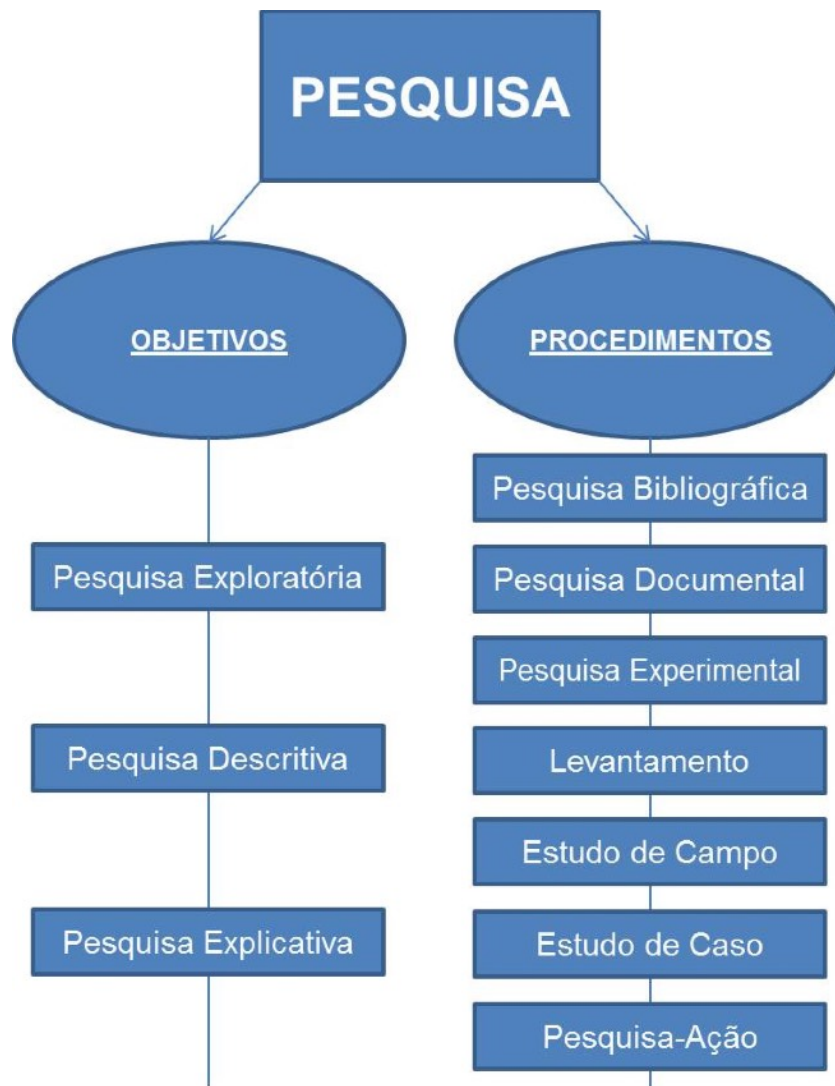 PESQUISA
OBJETIVOS
Pesquisa Exploratória
Pesquisa Descritiva
Pesquisa Explicativa
PROCEDIMENTOS
Pesquisa Bibliográfica
Pesquisa Documental
Pesquisa Experimental
Levantamento
Estudo de Campo
Estudo de Caso
Pesquisa-Ação